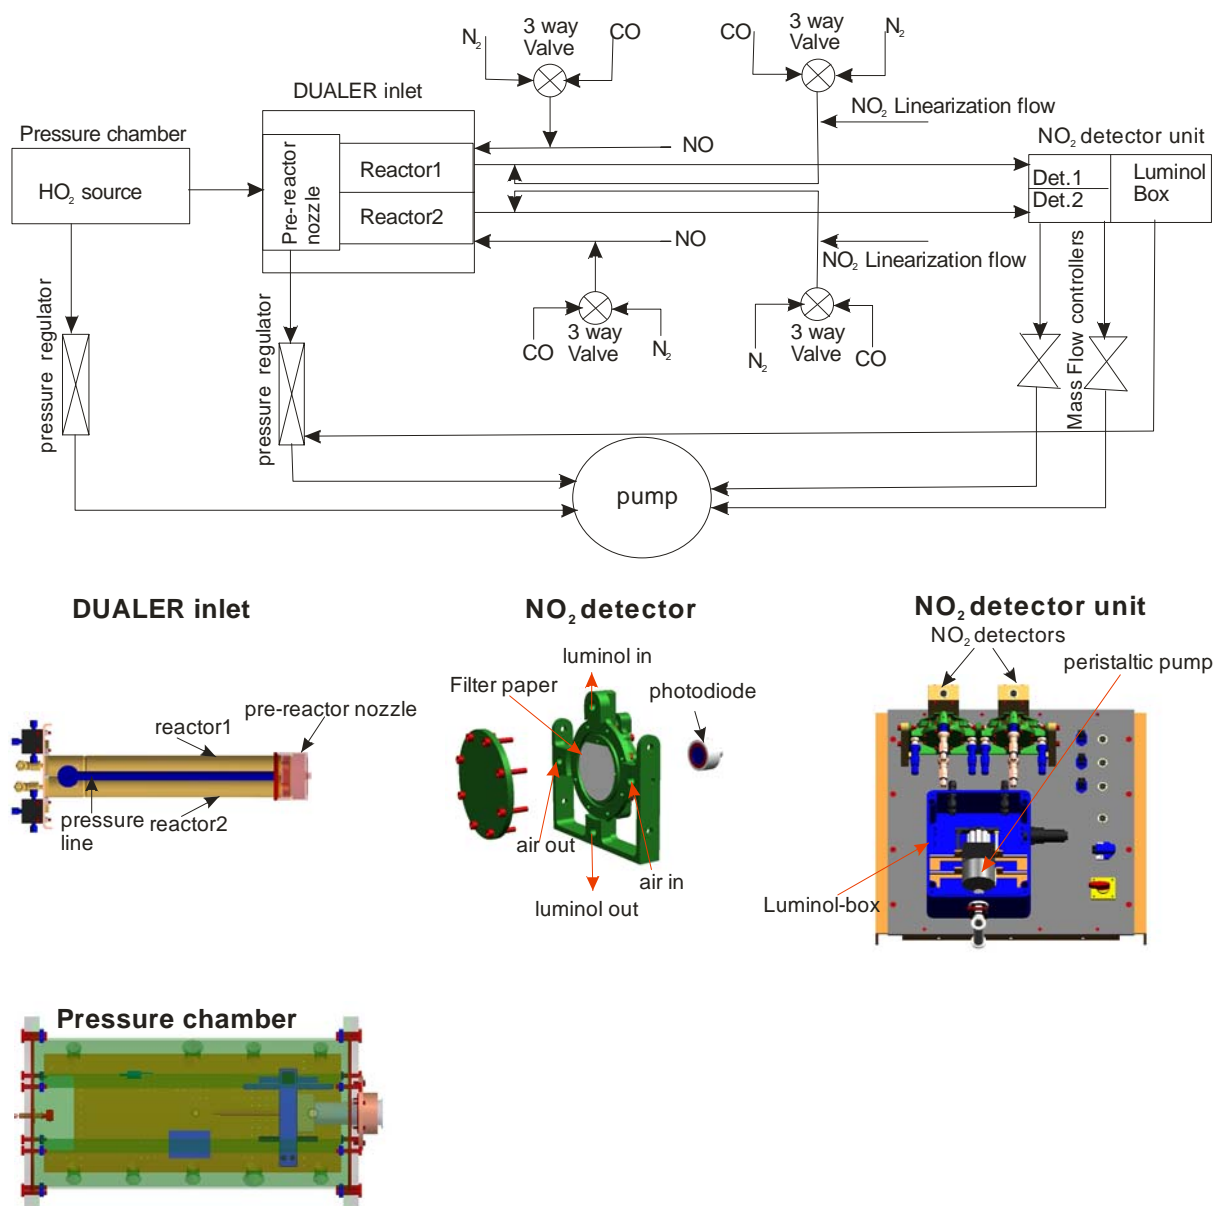 N₂
3 way
Valve
CO
CO
3 way
Valve
N₂
DUALER inlet
NO₂ Linearization flow
Pressure chamber
NO₂ detector unit
HO₂ source
Pre-reactor
nozzle
Reactor1
Reactor2
NO
NO
Det.1
Det.2
Luminol
Box
NO₂ Linearization flow
pressure regulator
pressure regulator
CO
3 way
Valve
N₂
N₂
3 way
Valve
CO
Mass Flow controllers
pump
DUALER inlet
NO₂ detector
NO₂ detector unit
reactor1
pre-reactor nozzle
pressure
line
reactor2
luminol in
Filter paper
photodiode
air out
air in
luminol out
NO₂ detectors
peristaltic pump
Luminol-box
Pressure chamber